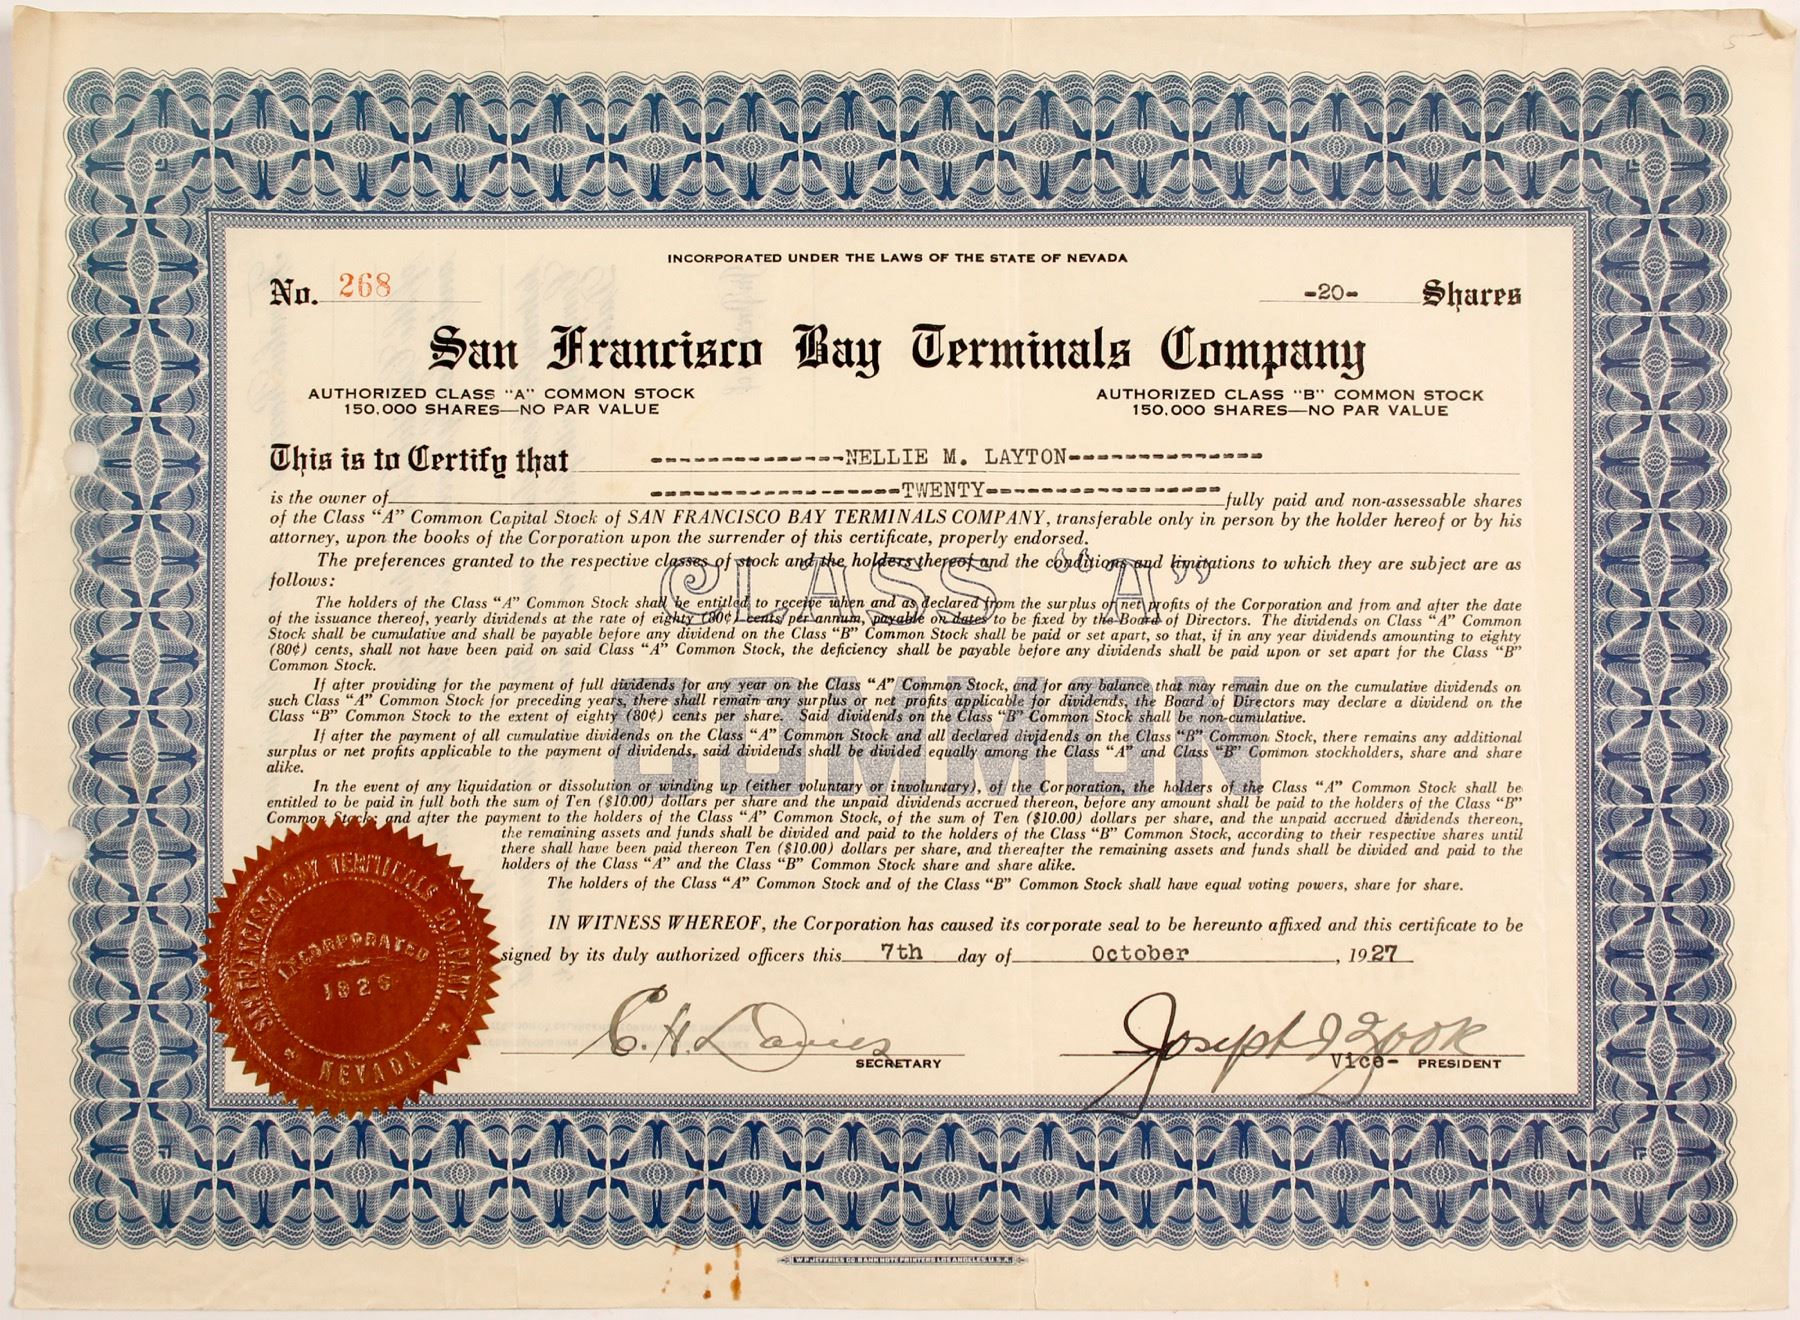 INCORPORATED UNDER THE LAWS OF THE STATE OF NEVADA
No. 268
-20- Shares
San Francisco Bay Terminals Company
AUTHORIZED CLASS "A" COMMON STOCK
150,000 SHARES—NO PAR VALUE
AUTHORIZED CLASS "B" COMMON STOCK
150,000 SHARES—NO PAR VALUE
This is to Certify that --------------NELLIE M. LAYTON---------------
is the owner of ------------------TWENTY----------------- fully paid and non-assessable shares
of the Class "A" Common Capital Stock of SAN FRANCISCO BAY TERMINALS COMPANY, transferable only in person by the holder hereof or by his
attorney, upon the books of the Corporation upon the surrender of this certificate, properly endorsed.
The preferences granted to the respective classes of stock and the holders thereof and the conditions and limitations to which they are subject are as
follows:
CLASS "A"
The holders of the Class "A" Common Stock shall be entitled to receive when and as declared from the surplus or net profits of the Corporation and from and after the date
of the issuance thereof, yearly dividends at the rate of eighty (80¢) cents per annum, payable on dates to be fixed by the Board of Directors. The dividends on Class "A" Common
Stock shall be cumulative and shall be payable before any dividend on the Class "B" Common Stock shall be paid or set apart, so that, if in any year dividends amounting to eighty
(80¢) cents, shall not have been paid on said Class "A" Common Stock, the deficiency shall be payable before any dividends shall be paid upon or set apart for the Class "B"
Common Stock.
If after providing for the payment of full dividends for any year on the Class "A" Common Stock, and for any balance that may remain due on the cumulative dividends on
such Class "A" Common Stock for preceding years, there shall remain any surplus or net profits applicable for dividends, the Board of Directors may declare a dividend on the
Class "B" Common Stock to the extent of eighty (80¢) cents per share. Said dividends on the Class "B" Common Stock shall be non-cumulative.
COMMON
If after the payment of all cumulative dividends on the Class "A" Common Stock and all declared dividends on the Class "B" Common Stock, there remains any additional
surplus or net profits applicable to the payment of dividends, said dividends shall be divided equally among the Class "A" and Class "B" Common stockholders, share and share
alike.
In the event of any liquidation or dissolution or winding up (either voluntary or involuntary), of the Corporation, the holders of the Class "A" Common Stock shall be
entitled to be paid in full both the sum of Ten ($10.00) dollars per share and the unpaid dividends accrued thereon, before any amount shall be paid to the holders of the Class "B"
Common Stock; and after the payment to the holders of the Class "A" Common Stock, of the sum of Ten ($10.00) dollars per share, and the unpaid accrued dividends thereon,
the remaining assets and funds shall be divided and paid to the holders of the Class "B" Common Stock, according to their respective shares until
there shall have been paid thereon Ten ($10.00) dollars per share, and thereafter the remaining assets and funds shall be divided and paid to the
holders of the Class "A" and the Class "B" Common Stock share and share alike.
The holders of the Class "A" Common Stock and of the Class "B" Common Stock shall have equal voting powers, share for share.
IN WITNESS WHEREOF, the Corporation has caused its corporate seal to be hereunto affixed and this certificate to be
signed by its duly authorized officers this 7th day of October, 1927
SAN FRANCISCO BAY TERMINALS COMPANY
INCORPORATED
1926
NEVADA
C. H. Davies
SECRETARY
Joseph J Zook
Vice- PRESIDENT
W. P. JEFFRIES CO. BANK NOTE PRINTERS LOS ANGELES, U.S.A.